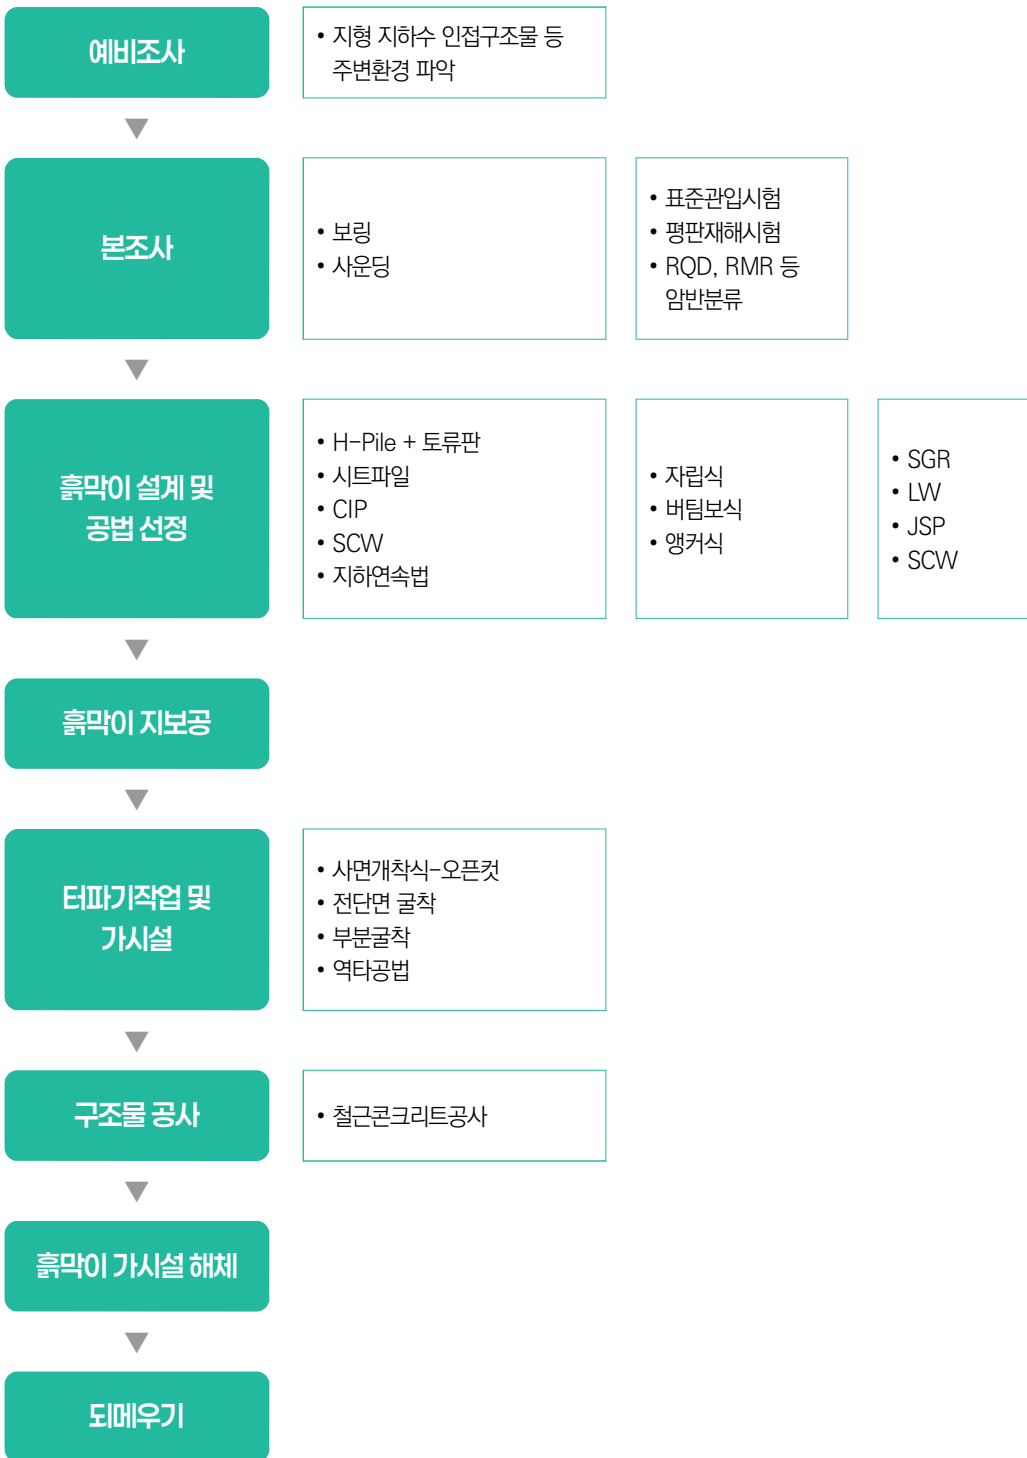 예비조사
• 지형 지하수 인접구조물 등
주변환경 파악
본조사
• 보링
• 사운딩
• 표준관입시험
• 평판재해시험
• RQD, RMR 등
암반분류
흙막이 설계 및
공법 선정
• H-Pile + 토류판
• 시트파일
• CIP
• SCW
• 지하연속법
• 자립식
• 버팀보식
• 앵커식
• SGR
• LW
• JSP
• SCW
흙막이 지보공
터파기작업 및
가시설
• 사면개착식-오픈컷
• 전단면 굴착
• 부분굴착
• 역타공법
구조물 공사
• 철근콘크리트공사
흙막이 가시설 해체
되메우기